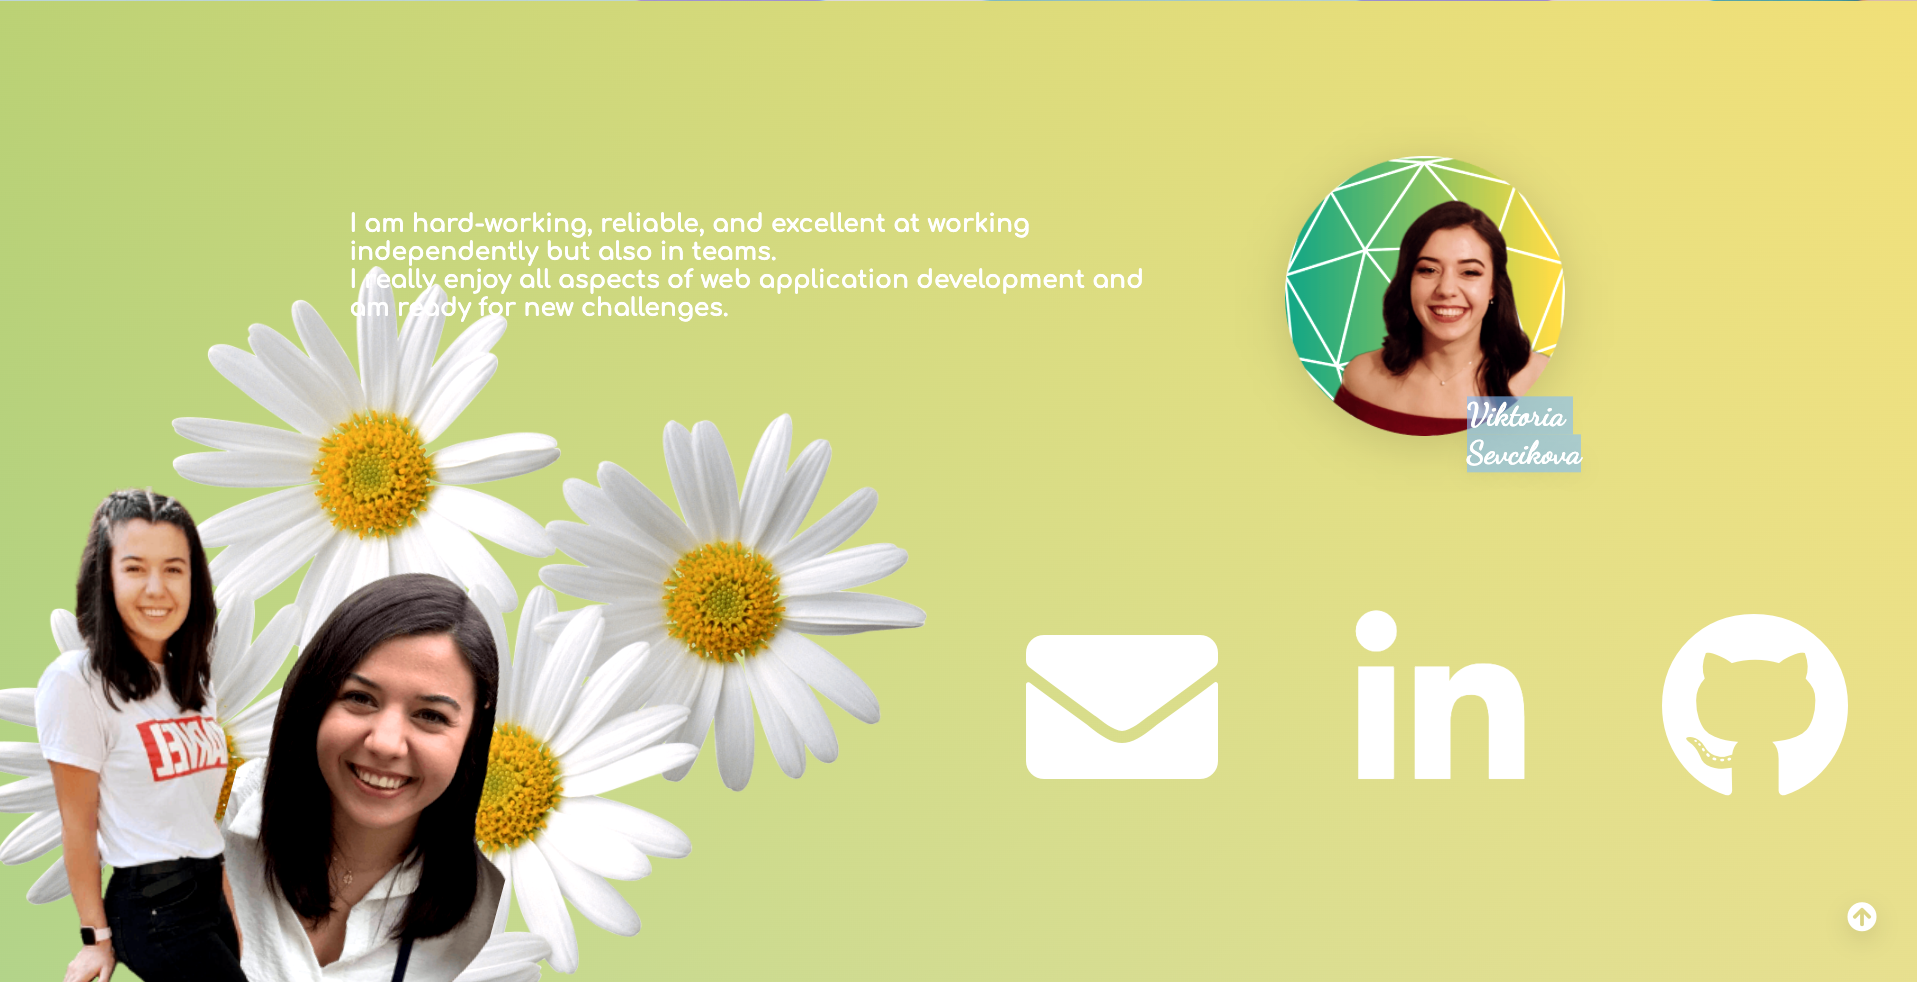 I am hard-working, reliable, and excellent at working
independently but also in teams.
I really enjoy all aspects of web application development and
am ready for new challenges.
Viktoria
Sevcikova
in